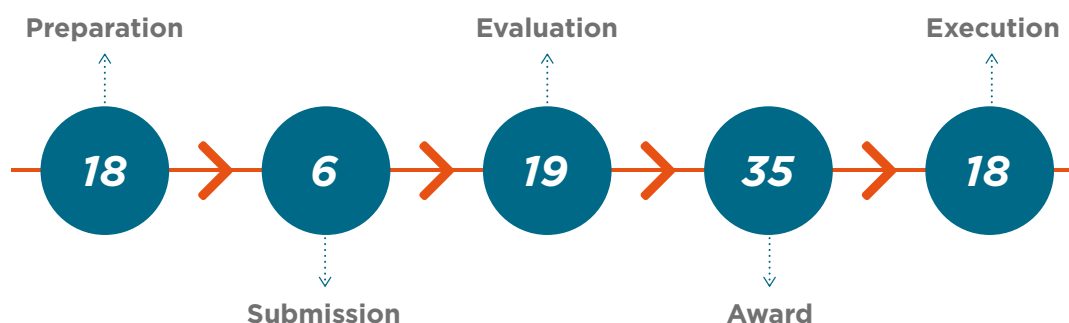 Preparation
Evaluation
Execution
18
6
19
35
18
Submission
Award